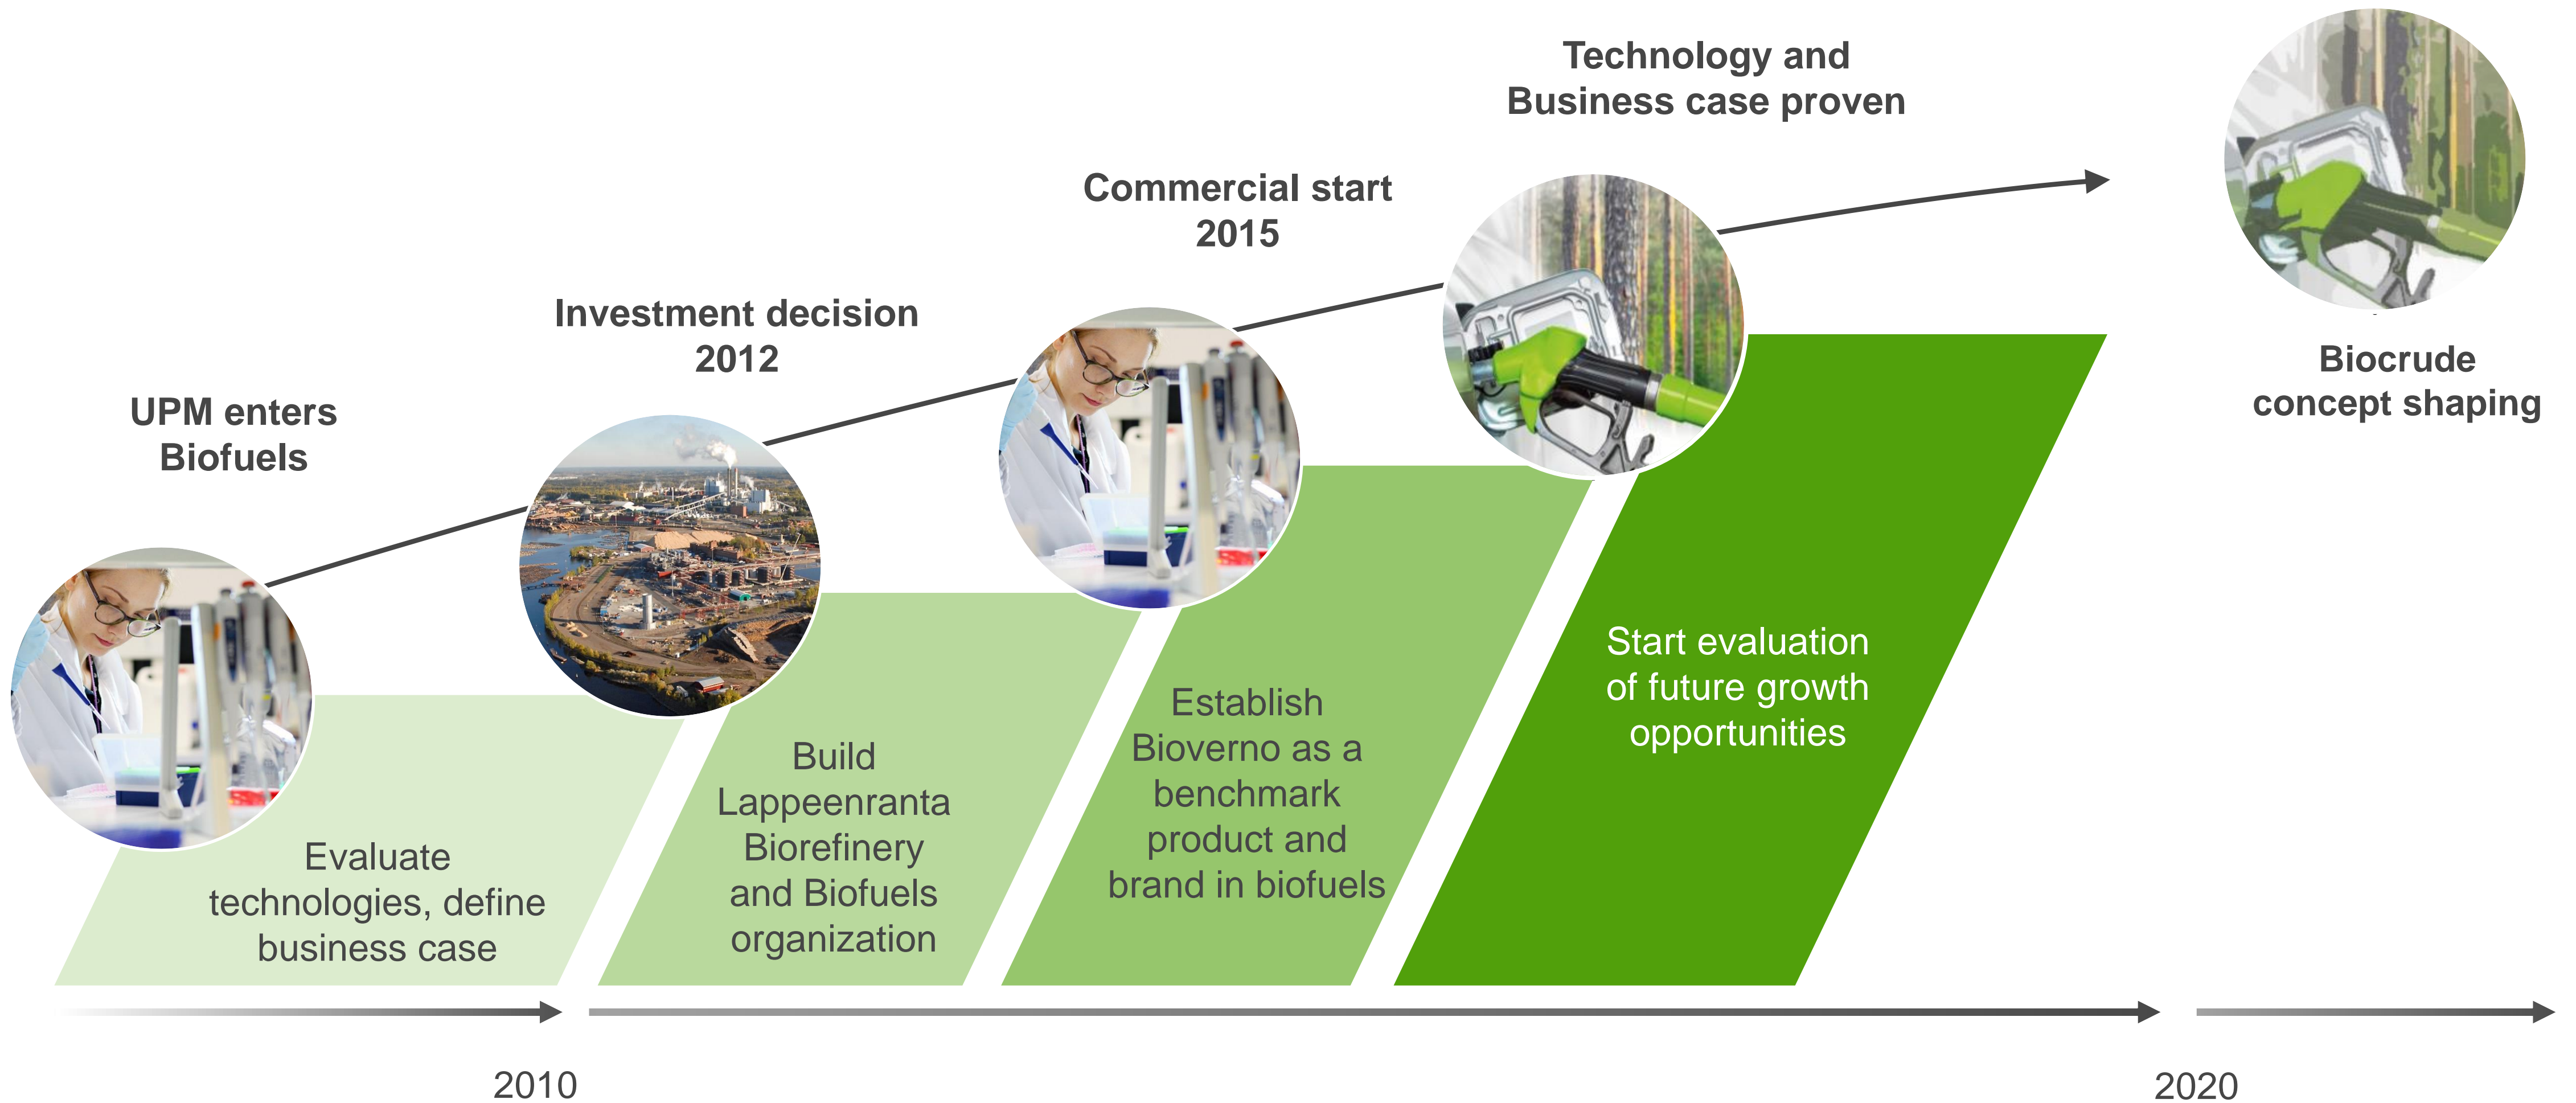 Technology and
Business case proven
Commercial start
2015
Investment decision
2012
UPM enters
Biofuels
Biocrude
concept shaping
Evaluate
technologies, define
business case
Build
Lappeenranta
Biorefinery
and Biofuels
organization
Establish
Bioverno as a
benchmark
product and
brand in biofuels
Start evaluation
of future growth
opportunities
2010
2020